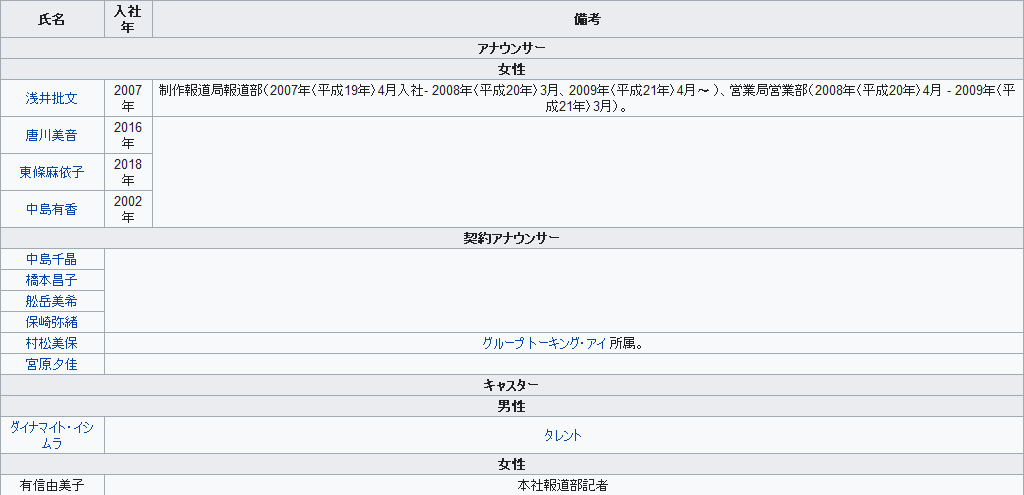 氏名 入社年 備考
アナウンサー
女性
浅井批文 2007年 制作報道局報道部（2007年〈平成19年〉4月入社- 2008年〈平成20年〉3月、2009年〈平成21年〉4月～ ）、営業局営業部（2008年〈平成20年〉4月 - 2009年〈平成21年〉3月）。
唐川美音 2016年
東條麻依子 2018年
中島有香 2002年
契約アナウンサー
中島千晶
橋本昌子
舩岳美希
保崎弥緒
村松美保 グループ トーキング・アイ 所属。
宮原夕佳
キャスター
男性
ダイナマイト・イシムラ タレント
女性
有信由美子 本社報道部記者